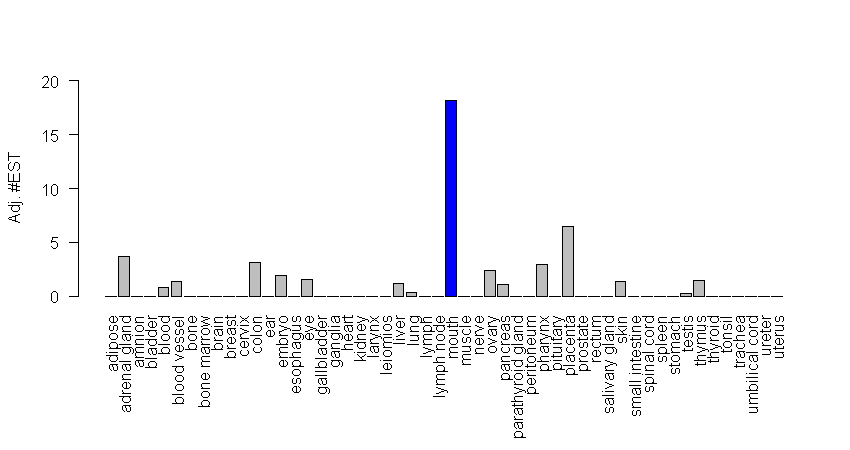 20
15
10
5
0
Adj. #EST
adipose
adrenal gland
amnion
bladder
blood
blood vessel
bone
bone marrow
brain
breast
cervix
colon
ear
embryo
esophagus
eye
gallbladder
ganglia
heart
kidney
larynx
leiomios
liver
lung
lymph
lymph node
mouth
muscle
nerve
ovary
pancreas
parathyroid gland
peritoneum
pharynx
pituitary
placenta
prostate
rectum
salivary gland
skin
small intestine
spinal cord
spleen
stomach
testis
thymus
thyroid
tonsil
trachea
umbilical cord
ureter
uterus